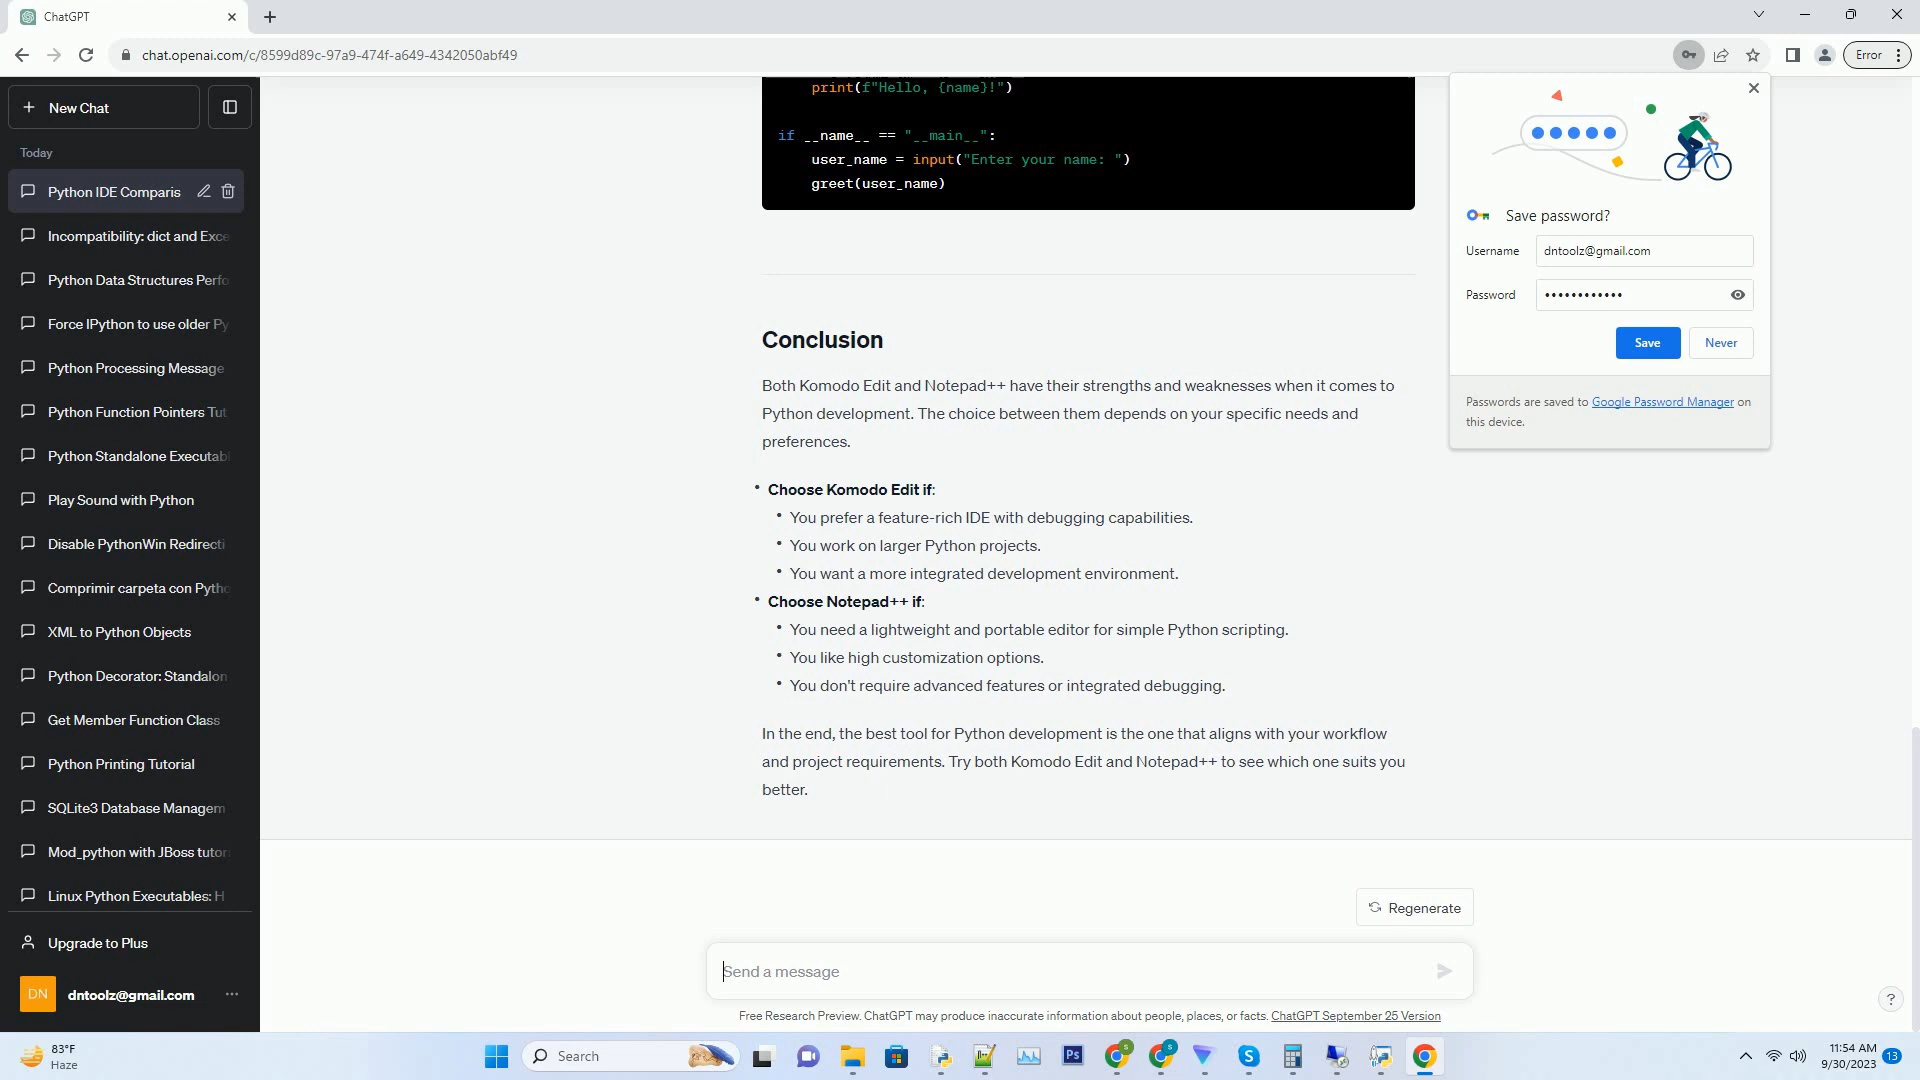 ChatGPT
chat.openai.com/c/8599d89c-97a9-474f-a649-4342050abf49
Error
New Chat
Today
Python IDE Comparis
Incompatibility: dict and Exce
Python Data Structures Perfo
Force IPython to use older Py
Python Processing Message
Python Function Pointers Tut
Python Standalone Executab
Play Sound with Python
Disable PythonWin Redirecti
Comprimir carpeta con Pytho
XML to Python Objects
Python Decorator: Standalon
Get Member Function Class
Python Printing Tutorial
SQLite3 Database Managem
Mod_python with JBoss tutor
Linux Python Executables: H
Upgrade to Plus
DN
dntoolz@gmail.com
print(f"Hello, {name}!")
if __name__ == "__main__":
user_name = input("Enter your name: ")
greet(user_name)
Conclusion
Both Komodo Edit and Notepad++ have their strengths and weaknesses when it comes to
Python development. The choice between them depends on your specific needs and
preferences.
• Choose Komodo Edit if:
• You prefer a feature-rich IDE with debugging capabilities.
• You work on larger Python projects.
• You want a more integrated development environment.
• Choose Notepad++ if:
• You need a lightweight and portable editor for simple Python scripting.
• You like high customization options.
• You don't require advanced features or integrated debugging.
In the end, the best tool for Python development is the one that aligns with your workflow
and project requirements. Try both Komodo Edit and Notepad++ to see which one suits you
better.
Regenerate
Send a message
Free Research Preview. ChatGPT may produce inaccurate information about people, places, or facts. ChatGPT September 25 Version
?
Save password?
Username dntoolz@gmail.com
Password ••••••••••••
Save Never
Passwords are saved to Google Password Manager on
this device.
83°F
Haze
Search
Ps
S
S
11:54 AM
9/30/2023
13